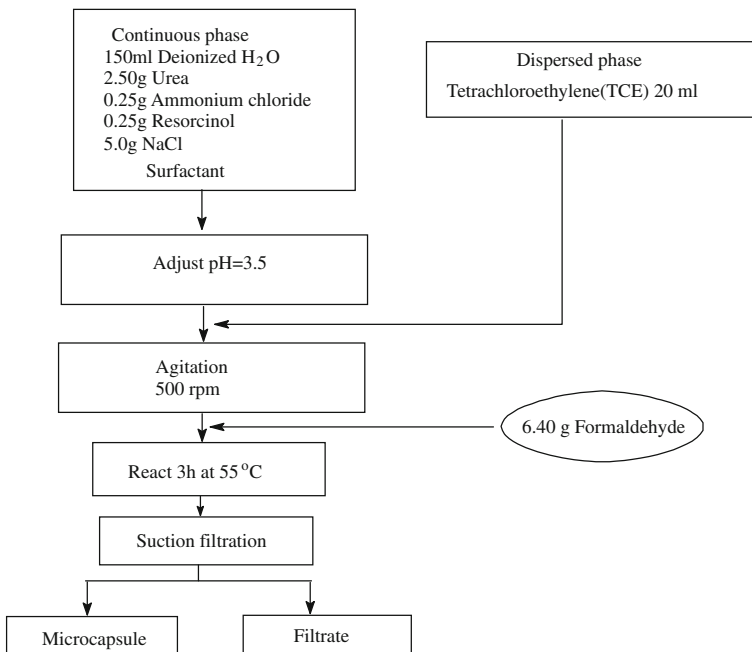 Continuous phase
150ml Deionized H₂O
2.50g Urea
0.25g Ammonium chloride
0.25g Resorcinol
5.0g NaCl
Surfactant
Dispersed phase
Tetrachloroethylene(TCE) 20 ml
Adjust pH=3.5
Agitation
500 rpm
6.40 g Formaldehyde
React 3h at 55 °C
Suction filtration
Microcapsule
Filtrate